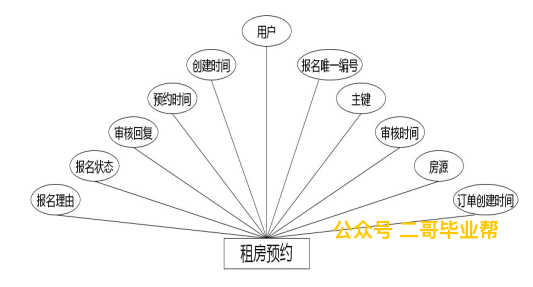 用户
创建时间
报名唯一编号
预约时间
主键
审核回复
审核时间
报名状态
房源
报名理由
订单创建时间
公众号 二哥毕业帮
租房预约